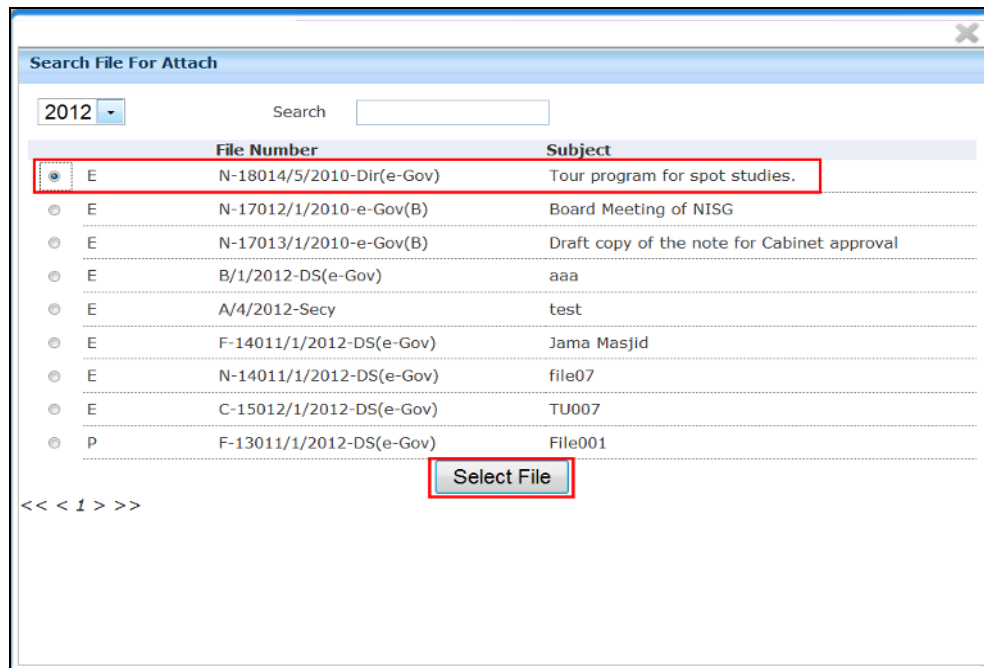 Search File For Attach
2012 Search
File Number Subject
E N-18014/5/2010-Dir(e-Gov) Tour program for spot studies.
E N-17012/1/2010-e-Gov(B) Board Meeting of NISG
E N-17013/1/2010-e-Gov(B) Draft copy of the note for Cabinet approval
E B/1/2012-DS(e-Gov) aaa
E A/4/2012-Secy test
E F-14011/1/2012-DS(e-Gov) Jama Masjid
E N-14011/1/2012-DS(e-Gov) file07
E C-15012/1/2012-DS(e-Gov) TU007
P F-13011/1/2012-DS(e-Gov) File001
Select File
<< < 1 > >>